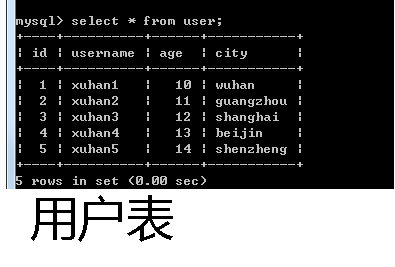 mysql> select * from user;
+----+----------+------+-----------+
| id | username | age | city |
+----+----------+------+-----------+
| 1 | xuhan1 | 10 | wuhan |
| 2 | xuhan2 | 11 | guangzhou |
| 3 | xuhan3 | 12 | shanghai |
| 4 | xuhan4 | 13 | beijin |
| 5 | xuhan5 | 14 | shenzheng |
+----+----------+------+-----------+
5 rows in set (0.00 sec)
用户表